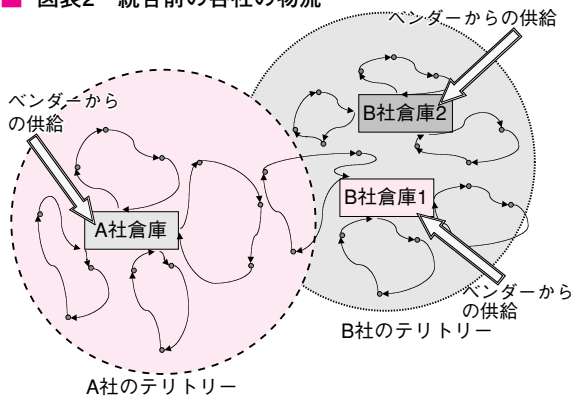 ■ 図表2 統合前の各社の物流
ベンダーからの供給
ベンダーから
の供給
B社倉庫2
B社倉庫1
A社倉庫
ベンダーから
の供給
B社のテリトリー
A社のテリトリー